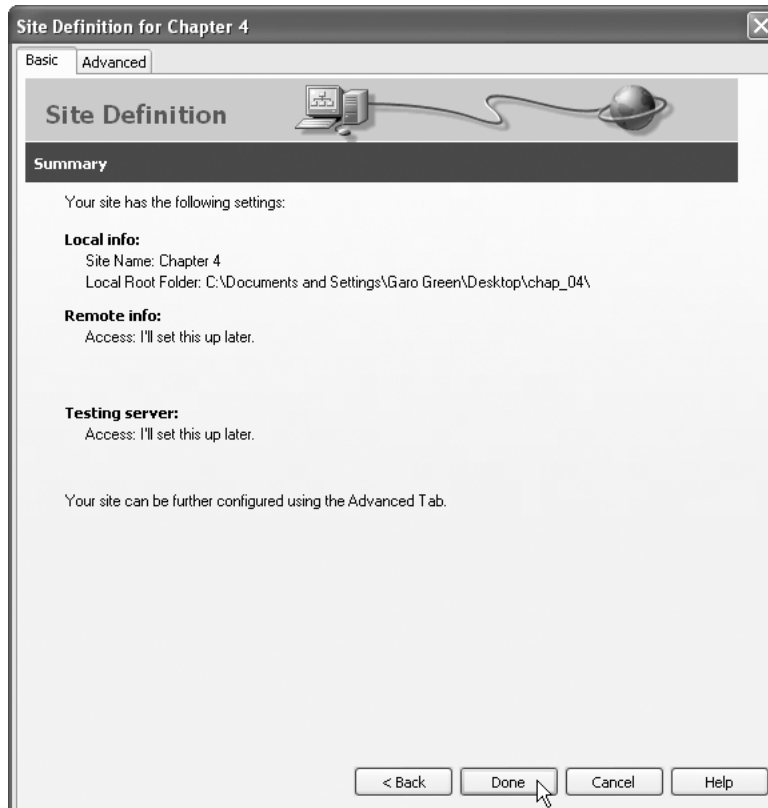 Site Definition for Chapter 4
Basic
Advanced
Site Definition
Summary
Your site has the following settings:
Local info:
Site Name: Chapter 4
Local Root Folder: C:\Documents and Settings\Garo Green\Desktop\chap_04\
Remote info:
Access: I'll set this up later.
Testing server:
Access: I'll set this up later.
Your site can be further configured using the Advanced Tab.
< Back
Done
Cancel
Help